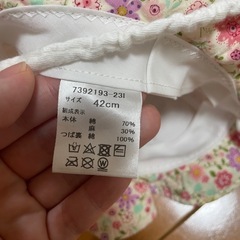 7392193-231
サイズ 42cm
組成表示
本体 綿 70%
麻 30%
つば裏 綿 100%